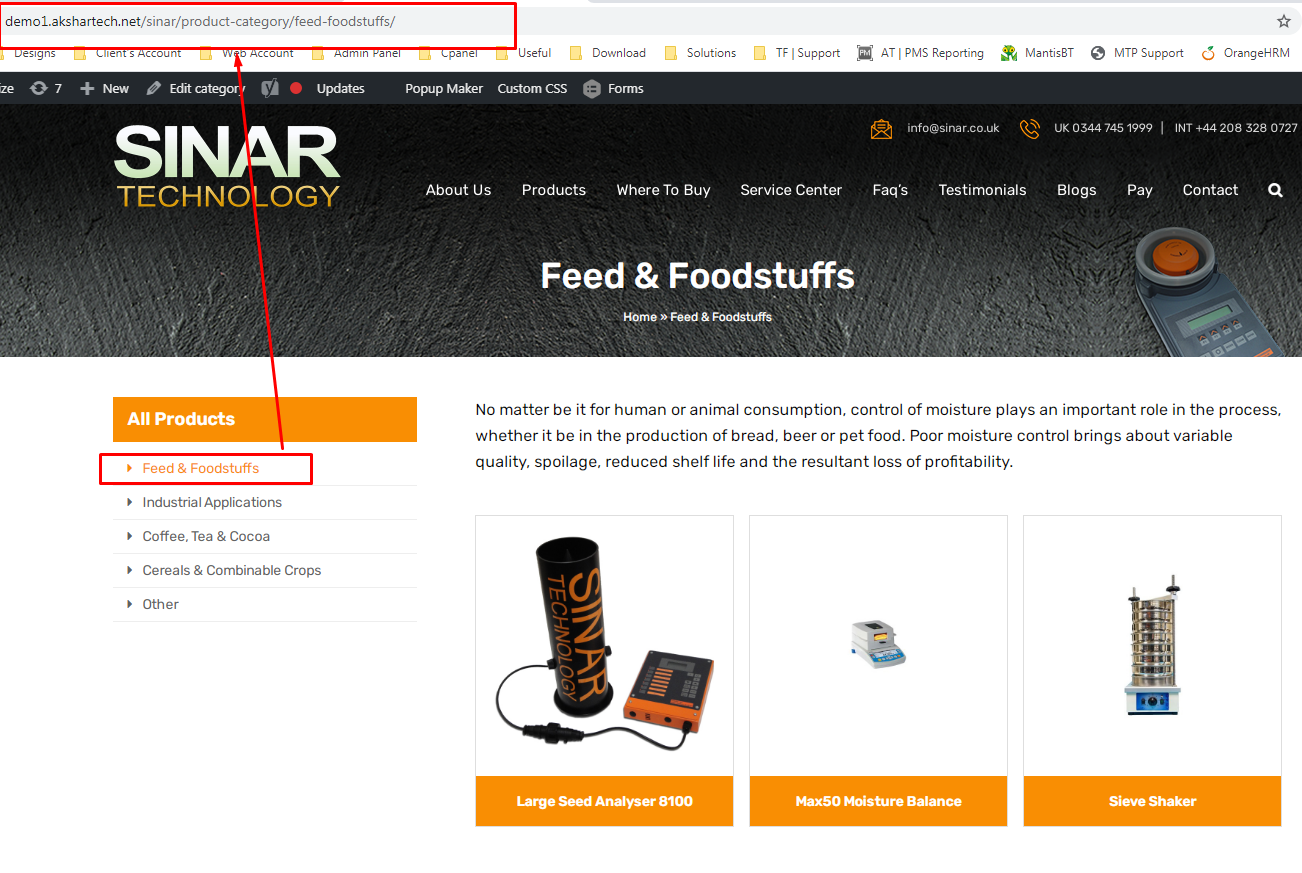 demo1.akshartech.net/sinar/product-category/feed-foodstuffs/
Designs Client's Account Web Account Admin Panel Cpanel Useful Download Solutions TF | Support PM AT | PMS Reporting MantisBT MTP Support OrangeHRM
ze 7 New Edit category Updates Popup Maker Custom CSS Forms
info@sinar.co.uk UK 0344 745 1999 | INT +44 208 328 0727
SINAR
TECHNOLOGY
About Us Products Where To Buy Service Center Faq's Testimonials Blogs Pay Contact
Feed & Foodstuffs
Home » Feed & Foodstuffs
All Products
Feed & Foodstuffs
Industrial Applications
Coffee, Tea & Cocoa
Cereals & Combinable Crops
Other
No matter be it for human or animal consumption, control of moisture plays an important role in the process,
whether it be in the production of bread, beer or pet food. Poor moisture control brings about variable
quality, spoilage, reduced shelf life and the resultant loss of profitability.
SINAR
TECHNOLOGY
Large Seed Analyser 8100
Max50 Moisture Balance
Sieve Shaker